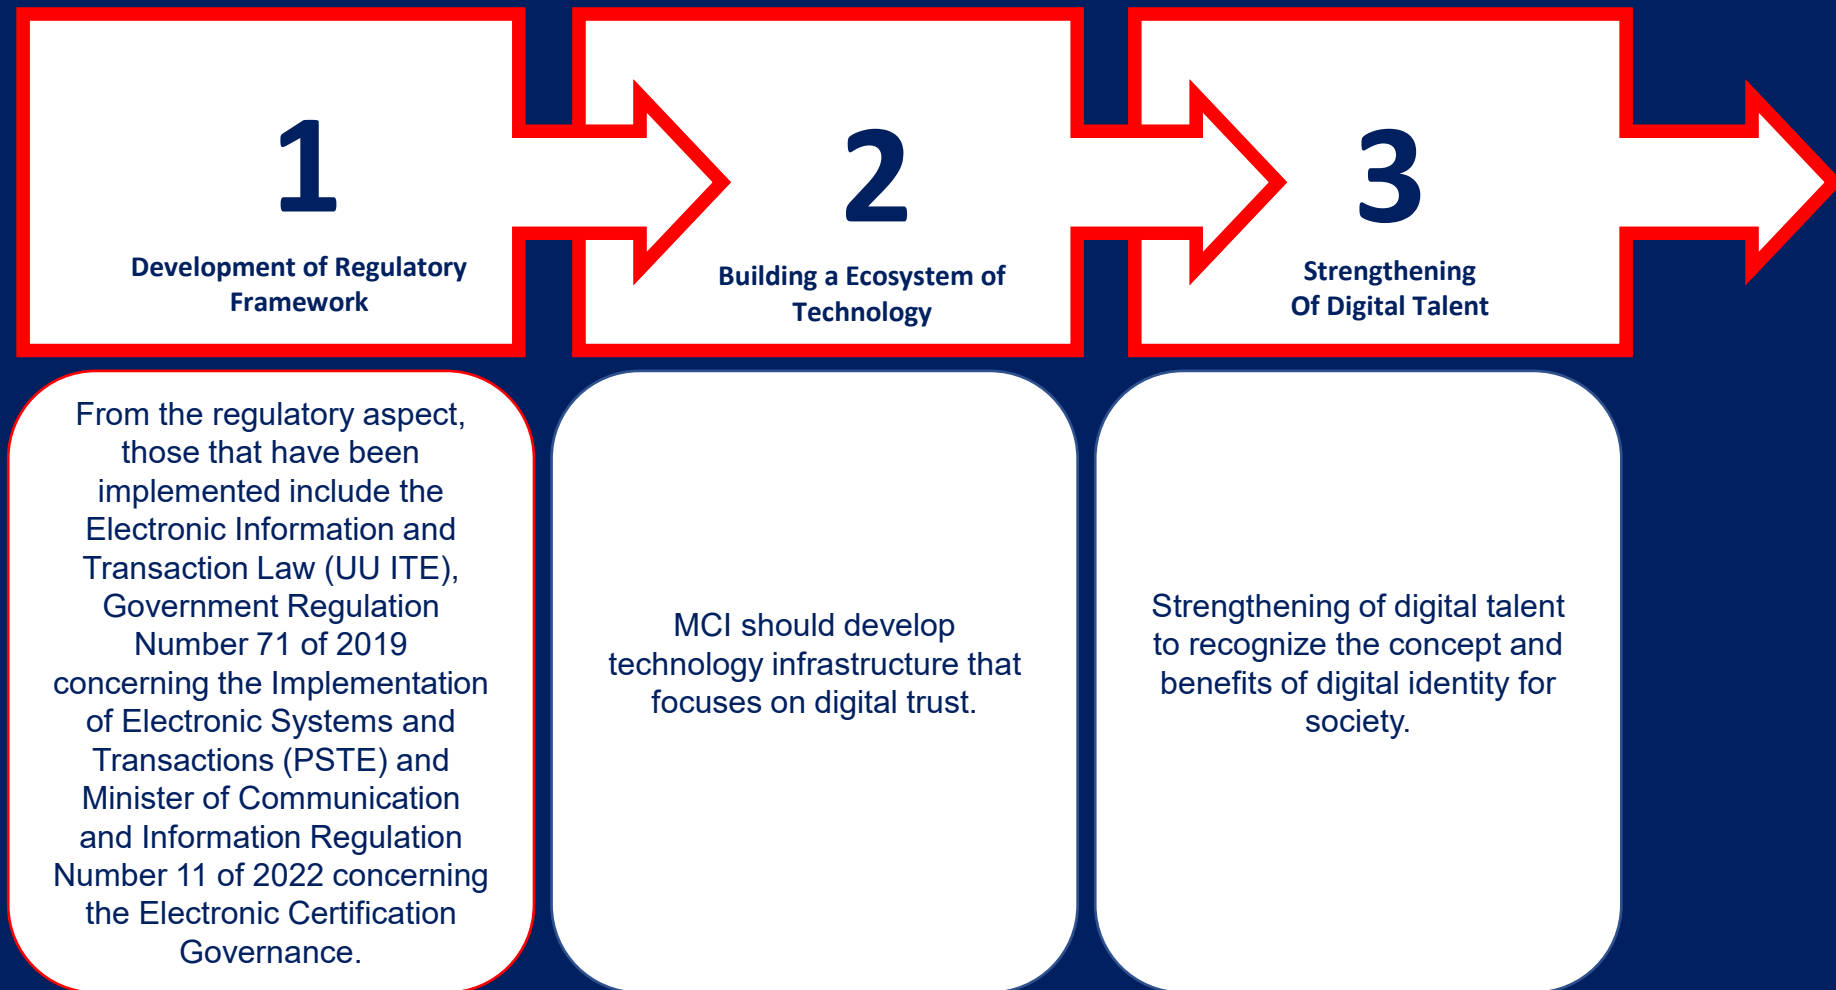 1
Development of Regulatory
Framework
2
Building a Ecosystem of
Technology
3
Strengthening
Of Digital Talent
From the regulatory aspect,
those that have been
implemented include the
Electronic Information and
Transaction Law (UU ITE),
Government Regulation
Number 71 of 2019
concerning the Implementation
of Electronic Systems and
Transactions (PSTE) and
Minister of Communication
and Information Regulation
Number 11 of 2022 concerning
the Electronic Certification
Governance.
MCI should develop
technology infrastructure that
focuses on digital trust.
Strengthening of digital talent
to recognize the concept and
benefits of digital identity for
society.